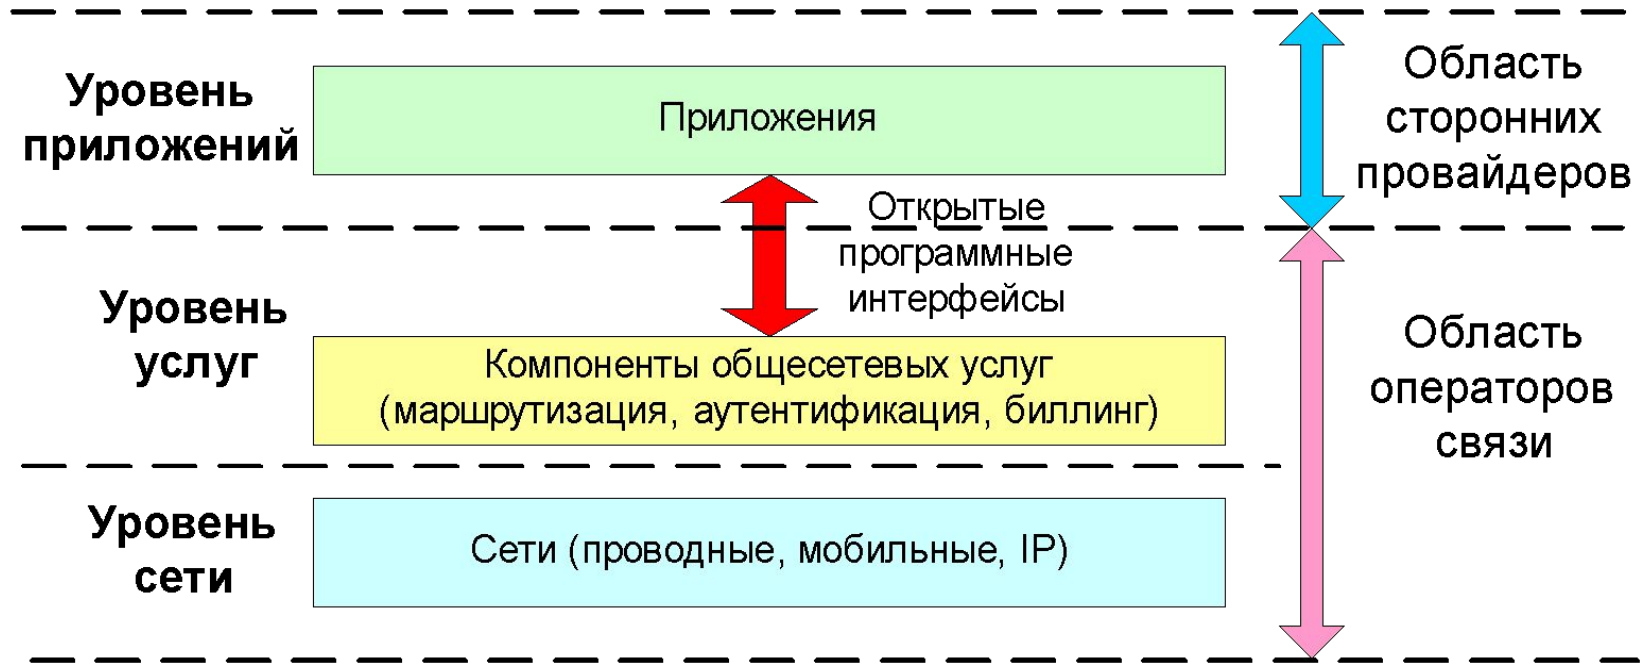 Уровень
приложений
Приложения
Область
сторонних
провайдеров
Открытые
программные
интерфейсы
Уровень
услуг
Компоненты общесетевых услуг
(маршрутизация, аутентификация, биллинг)
Область
операторов
связи
Уровень
сети
Сети (проводные, мобильные, IP)